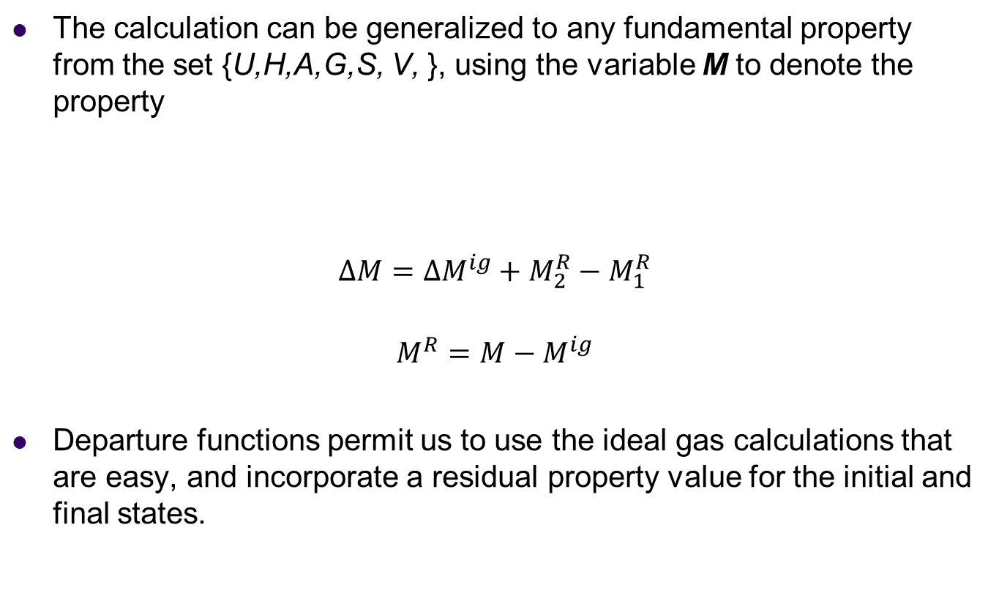 • The calculation can be generalized to any fundamental property
from the set {U,H,A,G,S, V, }, using the variable M to denote the
property
ΔM = ΔM^{ig} + M_2^R − M_1^R
M^R = M − M^{ig}
• Departure functions permit us to use the ideal gas calculations that
are easy, and incorporate a residual property value for the initial and
final states.